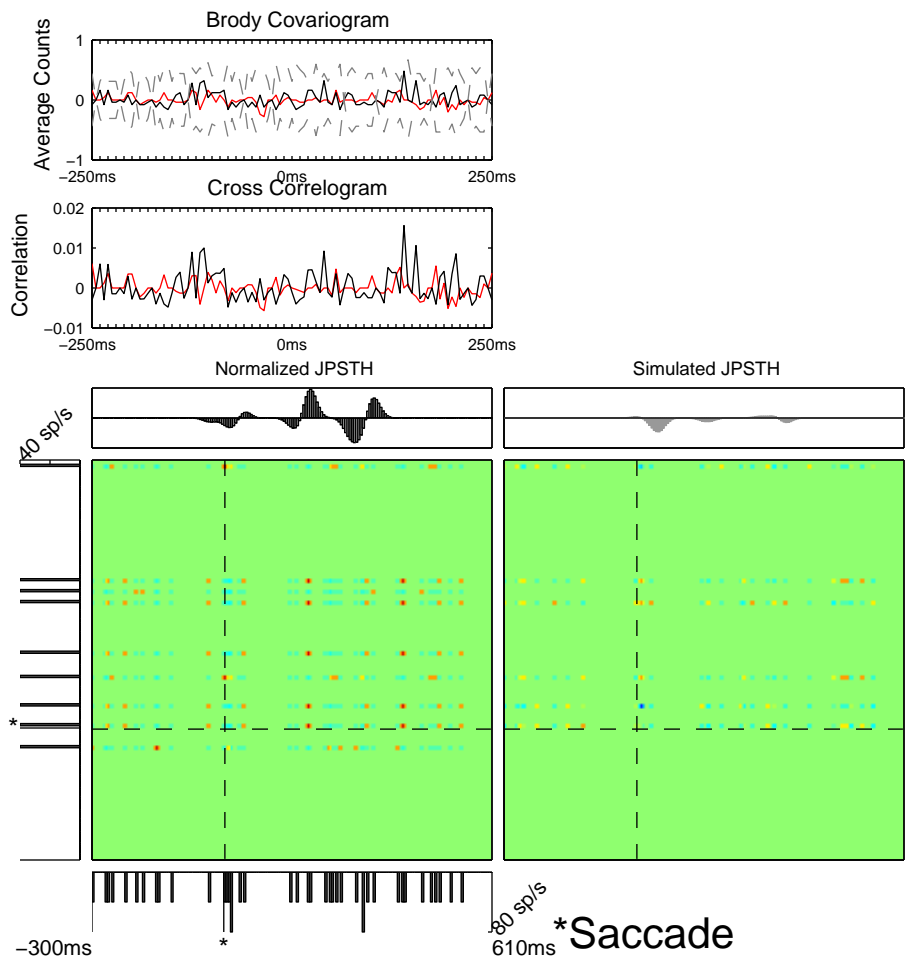 Brody Covariogram
Average Counts
1
0
−1
−250ms
0ms
250ms
Cross Correlogram
Correlation
0.02
0.01
0
−0.01
−250ms
0ms
250ms
Normalized JPSTH
Simulated JPSTH
40 sp/s
*
80 sp/s
−300ms
*
610ms
*Saccade